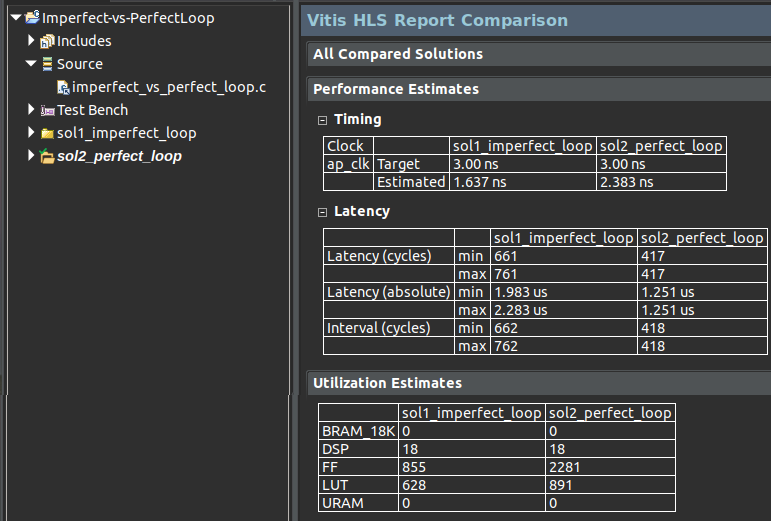 Imperfect-vs-PerfectLoop
Includes
Source
imperfect_vs_perfect_loop.c
Test Bench
sol1_imperfect_loop
sol2_perfect_loop
Vitis HLS Report Comparison
All Compared Solutions
Performance Estimates
Timing
Clock sol1_imperfect_loop sol2_perfect_loop
ap_clk Target 3.00 ns 3.00 ns
Estimated 1.637 ns 2.383 ns
Latency
sol1_imperfect_loop sol2_perfect_loop
Latency (cycles) min 661 417
max 761 417
Latency (absolute) min 1.983 us 1.251 us
max 2.283 us 1.251 us
Interval (cycles) min 662 418
max 762 418
Utilization Estimates
sol1_imperfect_loop sol2_perfect_loop
BRAM_18K 0 0
DSP 18 18
FF 855 2281
LUT 628 891
URAM 0 0